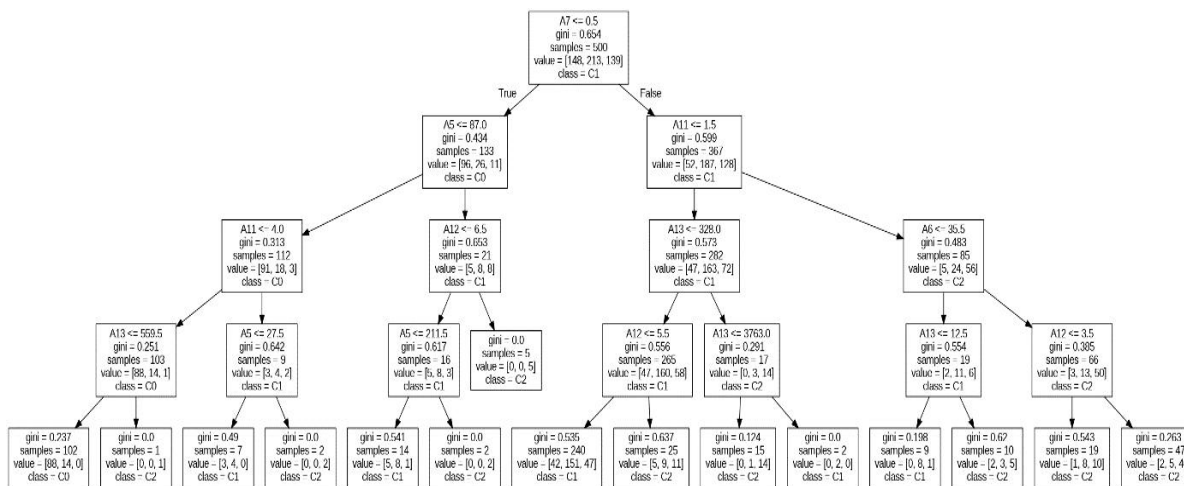 A7 <= 0.5
gini = 0.654
samples = 500
value = [148, 213, 139]
class = C1
True
False
A5 <= 87.0
gini = 0.434
samples = 133
value = [96, 26, 11]
class = C0
A11 <= 1.5
gini = 0.599
samples = 367
value = [52, 187, 128]
class = C1
A11 <= 4.0
gini = 0.313
samples = 112
value = [91, 18, 3]
class = C0
A12 <= 6.5
gini = 0.653
samples = 21
value = [5, 8, 8]
class = C1
A13 <= 328.0
gini = 0.573
samples = 282
value = [47, 163, 72]
class = C1
A6 <= 35.5
gini = 0.483
samples = 85
value = [5, 24, 56]
class = C2
A13 <= 559.5
gini = 0.251
samples = 103
value = [88, 14, 1]
class = C0
A5 <= 27.5
gini = 0.642
samples = 9
value = [3, 4, 2]
class = C1
A5 <= 211.5
gini = 0.617
samples = 16
value = [5, 8, 3]
class = C1
gini = 0.0
samples = 5
value = [0, 0, 5]
class = C2
A12 <= 5.5
gini = 0.556
samples = 265
value = [47, 160, 58]
class = C1
A13 <= 3763.0
gini = 0.291
samples = 17
value = [0, 3, 14]
class = C2
A13 <= 12.5
gini = 0.554
samples = 19
value = [2, 11, 6]
class = C1
A12 <= 3.5
gini = 0.385
samples = 66
value = [3, 13, 50]
class = C2
gini = 0.237
samples = 102
value = [88, 14, 0]
class = C0
gini = 0.0
samples = 1
value = [0, 0, 1]
class = C2
gini = 0.49
samples = 7
value = [3, 4, 0]
class = C1
gini = 0.0
samples = 2
value = [0, 0, 2]
class = C2
gini = 0.541
samples = 14
value = [5, 8, 1]
class = C1
gini = 0.0
samples = 2
value = [0, 0, 2]
class = C2
gini = 0.535
samples = 240
value = [42, 151, 47]
class = C1
gini = 0.637
samples = 25
value = [5, 9, 11]
class = C2
gini = 0.124
samples = 15
value = [0, 1, 14]
class = C2
gini = 0.0
samples = 2
value = [0, 2, 0]
class = C1
gini = 0.198
samples = 9
value = [0, 8, 1]
class = C1
gini = 0.62
samples = 10
value = [2, 3, 5]
class = C2
gini = 0.543
samples = 19
value = [1, 8, 10]
class = C2
gini = 0.263
samples = 47
value = [2, 5, 4
class = C2